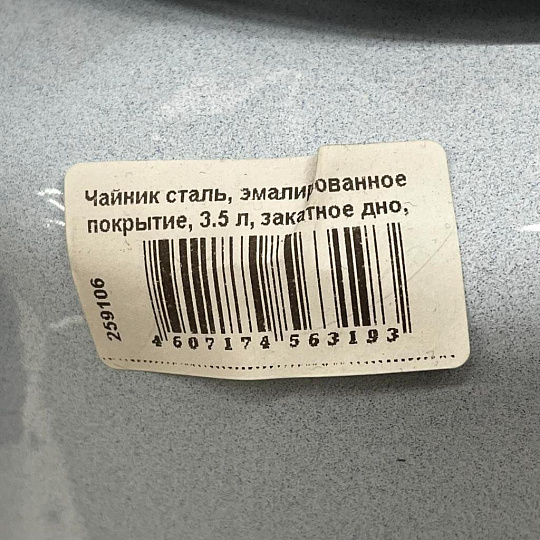 Чайник сталь, эмалированное
покрытие, 3.5 л, закатное дно,
259106
4 607174 563193